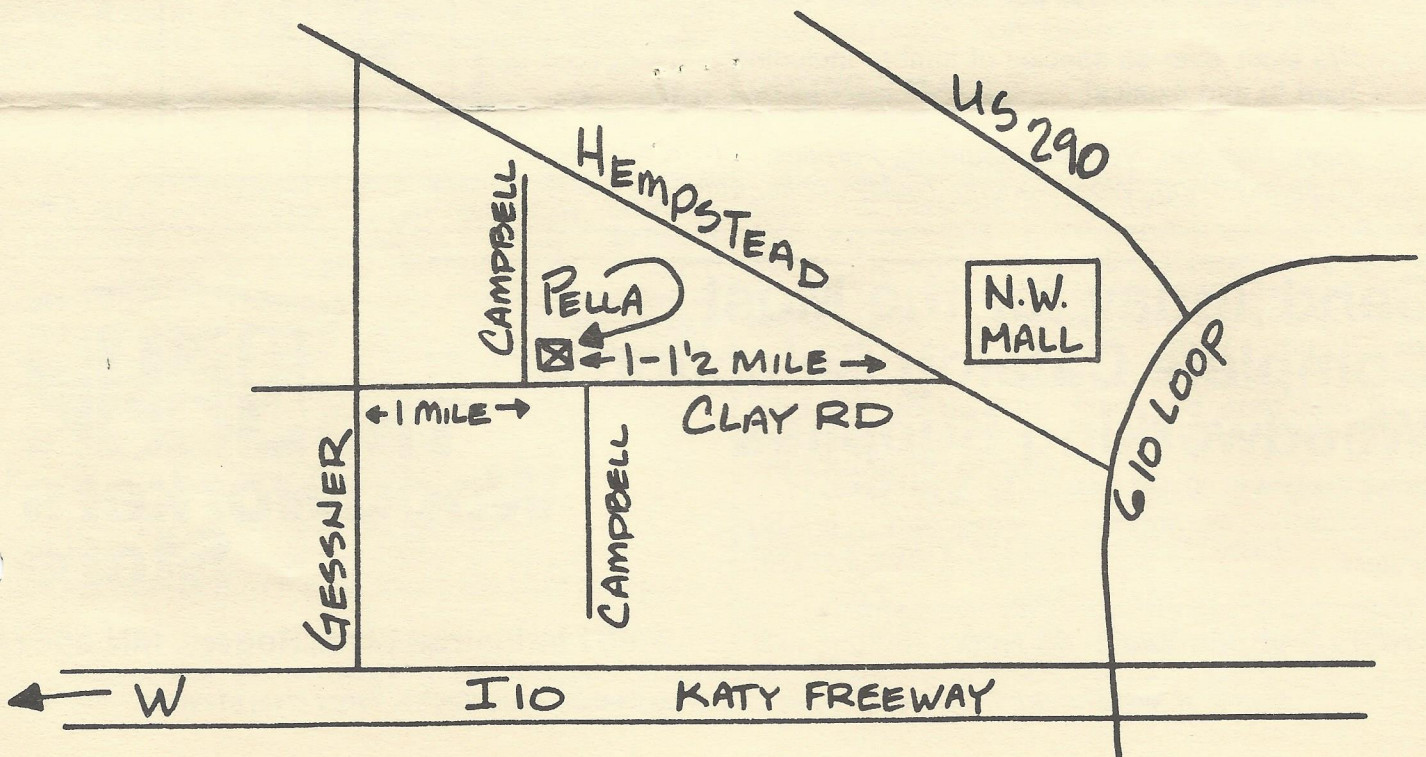 US 290
HEMPSTEAD
CAMPBELL
PELLA
N.W.
MALL
1-1'2 MILE
1 MILE
CLAY RD
610 LOOP
GESSNER
CAMPBELL
W I10 KATY FREEWAY